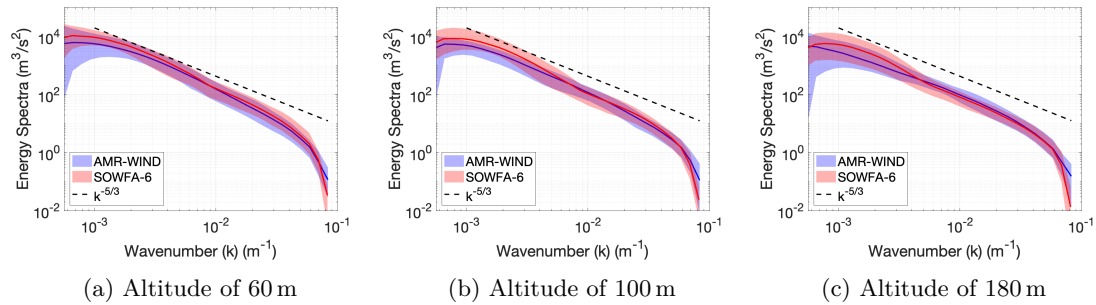 Energy Spectra (m³/s²)
10⁴
10²
10⁰
10⁻²
AMR-WIND
SOWFA-6
k⁻⁵/³
10⁻³
10⁻²
10⁻¹
Wavenumber (k) (m⁻¹)
(a) Altitude of 60 m
Energy Spectra (m³/s²)
10⁴
10²
10⁰
10⁻²
AMR-WIND
SOWFA-6
k⁻⁵/³
10⁻³
10⁻²
10⁻¹
Wavenumber (k) (m⁻¹)
(b) Altitude of 100 m
Energy Spectra (m³/s²)
10⁴
10²
10⁰
10⁻²
AMR-WIND
SOWFA-6
k⁻⁵/³
10⁻³
10⁻²
10⁻¹
Wavenumber (k) (m⁻¹)
(c) Altitude of 180 m